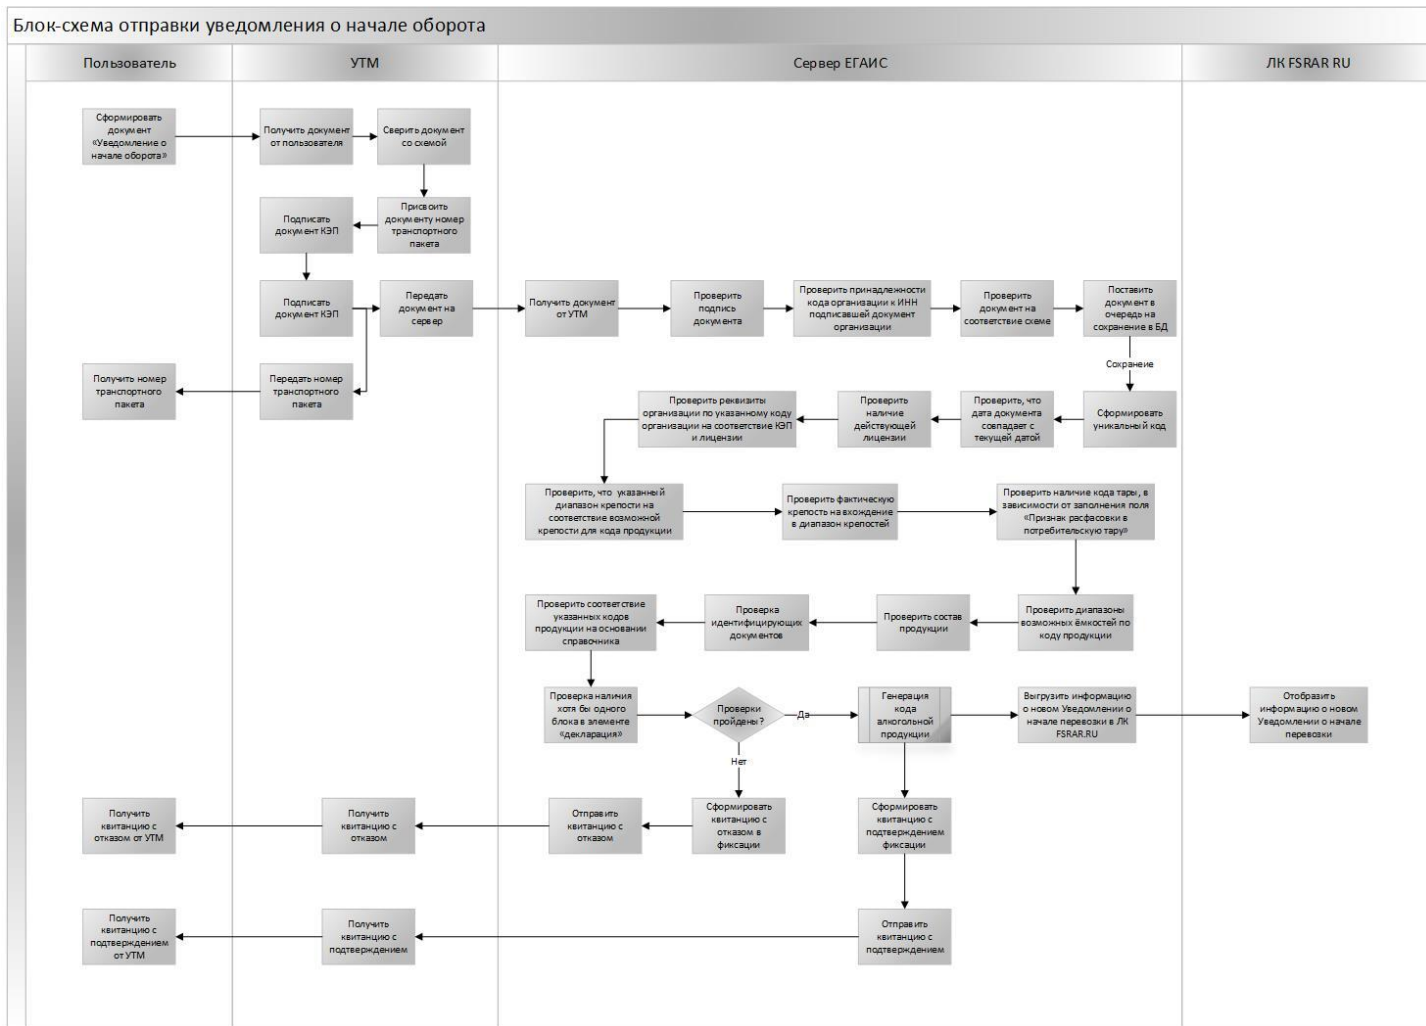 Блок-схема отправки уведомления о начале оборота
Пользователь
УТМ
Сервер ЕГАИС
ЛК FSRAR RU
Сформировать
документ
«Уведомление о
начале оборота»
Получить документ
от пользователя
Сверить документ
со схемой
Подписать
документ КЭП
Присвоить
документу номер
транспортного
пакета
Подписать
документ КЭП
Передать
документ на
сервер
Получить документ
от УТМ
Проверить
подпись
документа
Проверить принадлежности
кода организации к ИНН
подписавшей документ
организации
Проверить
документ на
соответствие схеме
Поставить
документ в
очередь на
сохранение в БД
Сохранеие
Получить номер
транспортного
пакета
Передать номер
транспортного
пакета
Проверить реквизиты
организации по указанному коду
организации на соответствие КЭП
и лицензии
Проверить
наличие
действующей
лицензии
Проверить, что
дата документа
совпадает с
текущей датой
Сформировать
уникальный код
Проверить, что указанный
диапазон крепости на
соответствие возможной
крепости для кода продукции
Проверить фактическую
крепость на вхождение
в диапазон крепостей
Проверить наличие кода тары, в
зависимости от заполнения поля
«Признак расфасовки в
потребительскую тару»
Проверить соответствие
указанных кодов
продукции на основании
справочника
Проверка
идентифицирующих
документов
Проверить состав
продукции
Проверить диапазоны
возможных ёмкостей по
коду продукции
Проверка наличия
хотя бы одного
блока в элементе
«декларация»
Проверки
пройдены?
Да
Генерация
кода
алкогольной
продукции
Выгрузить информацию
о новом Уведомлении о
начале перевозки в ЛК
FSRAR.RU
Отобразить
информацию о новом
Уведомлении о начале
перевозки
Нет
Получить
квитанцию с
отказом от УТМ
Получить
квитанцию с
отказом
Отправить
квитанцию с
отказом
Сформировать
квитанцию с
отказом в
фиксации
Сформировать
квитанцию с
подтверждением
фиксации
Получить
квитанцию с
подтверждением
от УТМ
Получить
квитанцию с
подтверждением
Отправить
квитанцию с
подтверждением